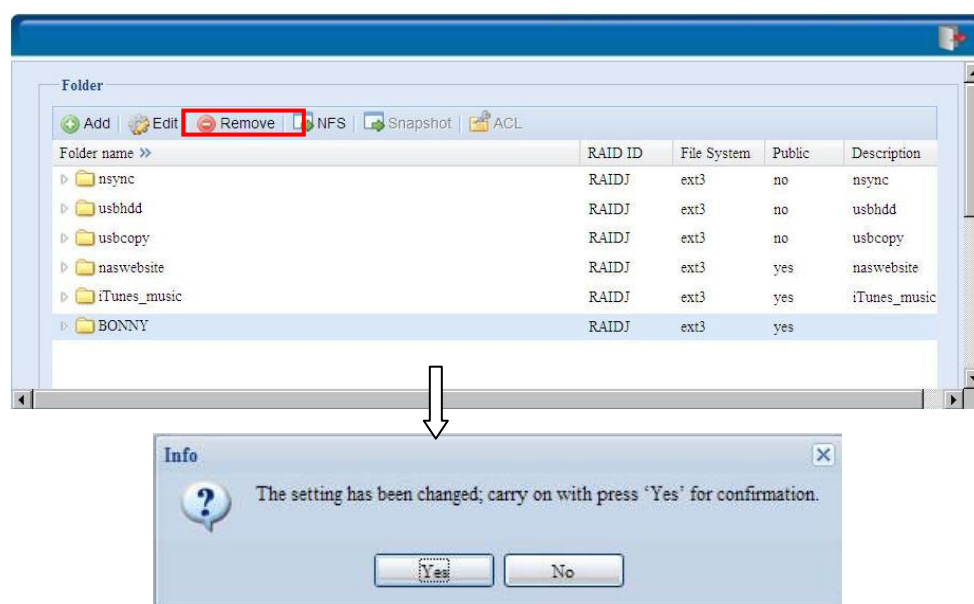 Folder
Add Edit Remove NFS Snapshot ACL
Folder name >> RAID ID File System Public Description
nsync RAIDJ ext3 no nsync
usbhdd RAIDJ ext3 no usbhdd
usbcopy RAIDJ ext3 no usbcopy
naswebsite RAIDJ ext3 yes naswebsite
iTunes_music RAIDJ ext3 yes iTunes_music
BONNY RAIDJ ext3 yes
Info
The setting has been changed; carry on with press ‘Yes’ for confirmation.
Yes No